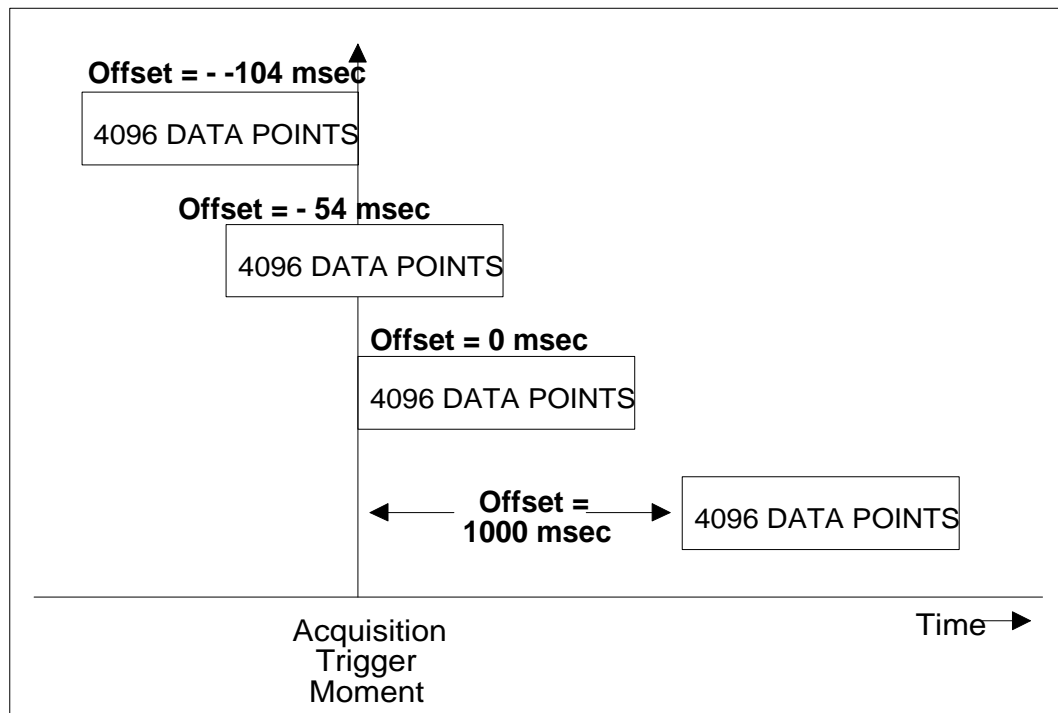 Offset = - -104 msec
4096 DATA POINTS
Offset = - 54 msec
4096 DATA POINTS
Offset = 0 msec
4096 DATA POINTS
Offset =
1000 msec
4096 DATA POINTS
Time
Acquisition
Trigger
Moment